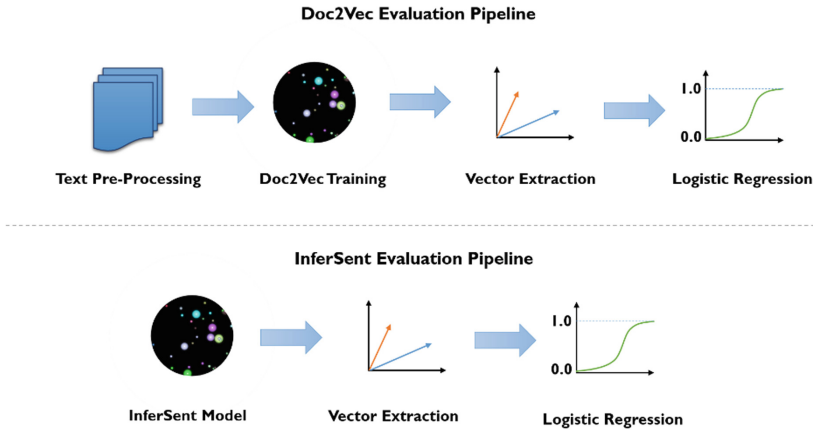 Doc2Vec Evaluation Pipeline
1.0
0.0
Text Pre-Processing
Doc2Vec Training
Vector Extraction
Logistic Regression
InferSent Evaluation Pipeline
1.0
0.0
InferSent Model
Vector Extraction
Logistic Regression